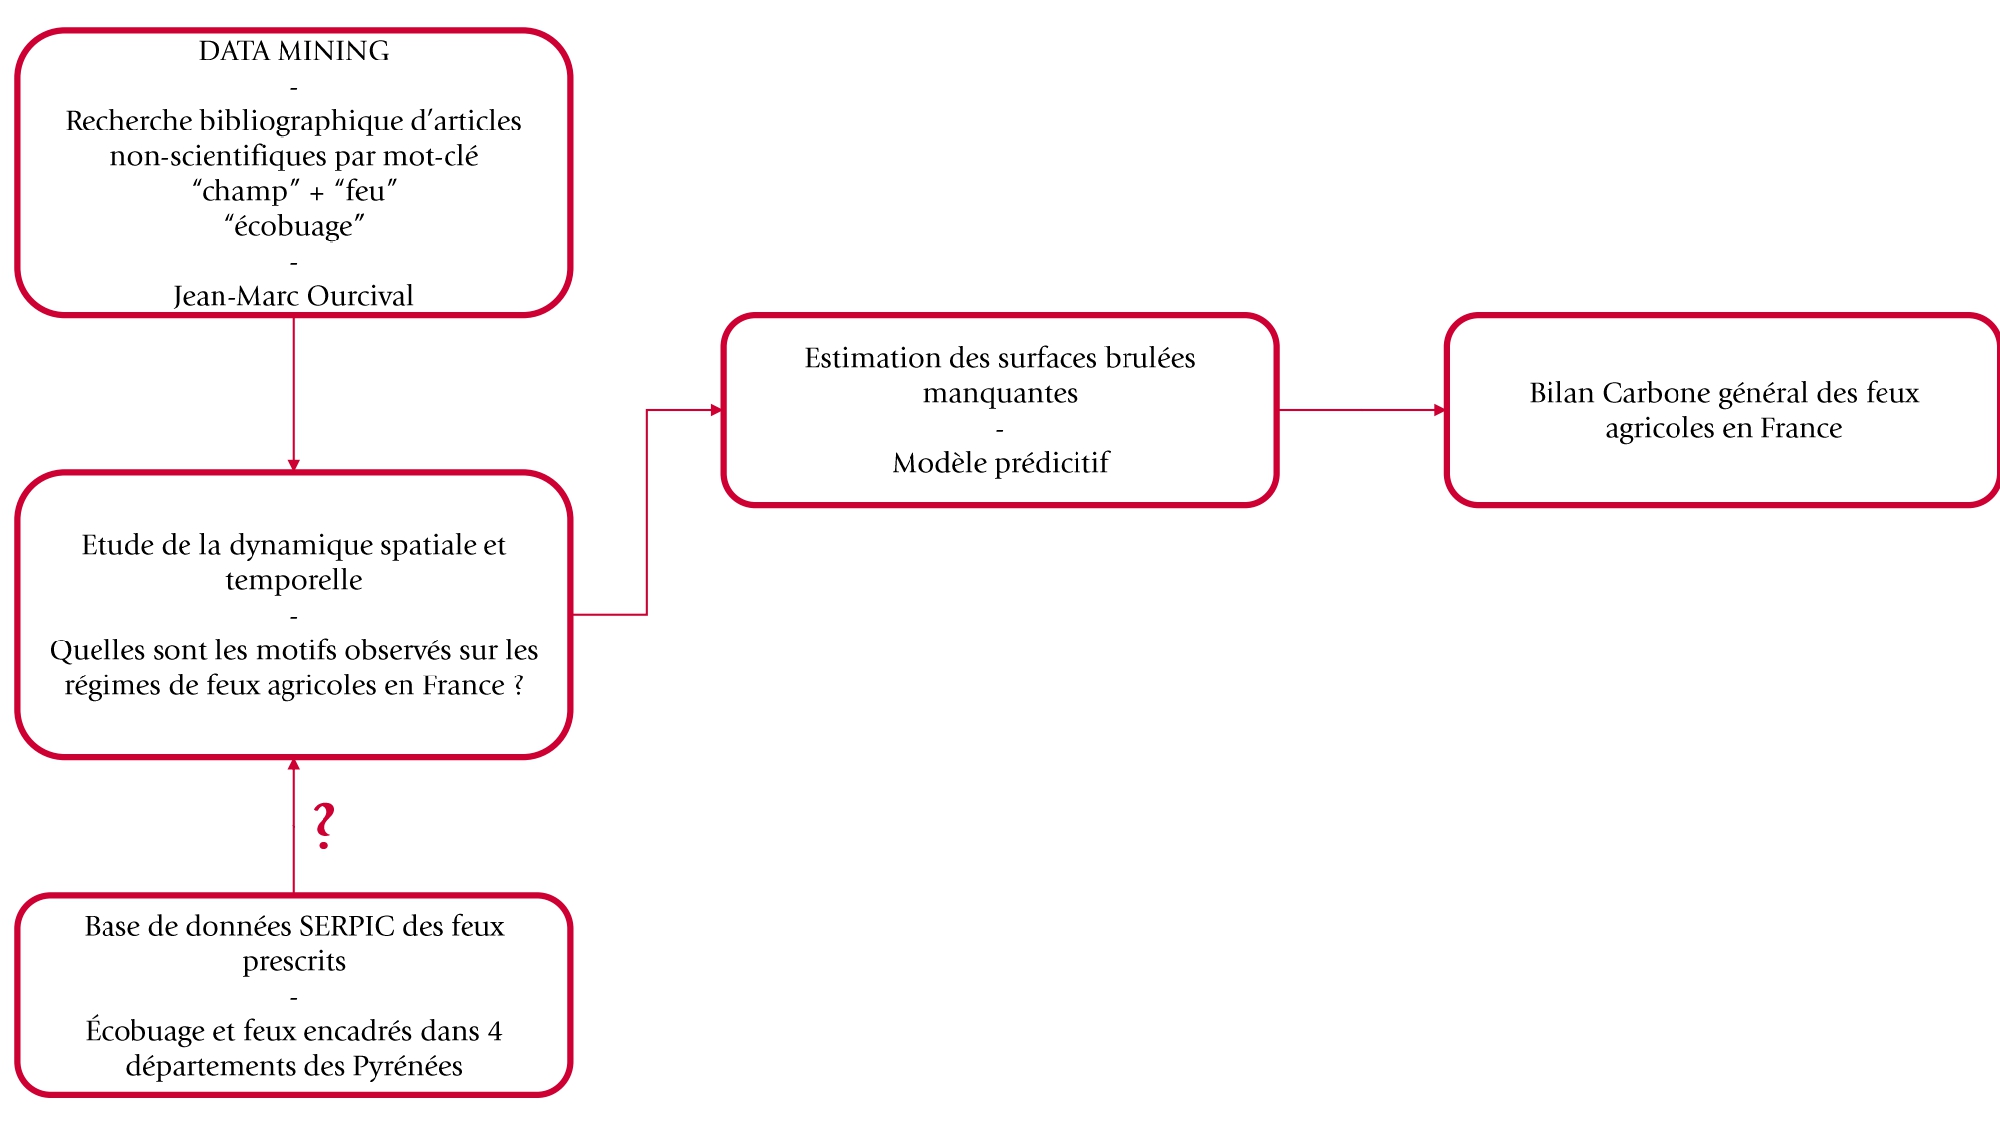 DATA MINING
-
Recherche bibliographique d’articles
non-scientifiques par mot-clé
“champ” + “feu”
“écobuage”
-
Jean-Marc Ourcival
Etude de la dynamique spatiale et
temporelle
-
Quelles sont les motifs observés sur les
régimes de feux agricoles en France ?
?
Base de données SERPIC des feux
prescrits
-
Écobuage et feux encadrés dans 4
départements des Pyrénées
Estimation des surfaces brulées
manquantes
-
Modèle prédicitif
Bilan Carbone général des feux
agricoles en France